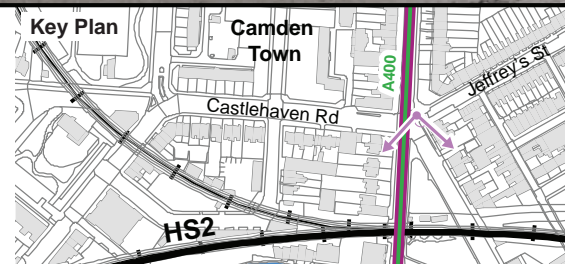 Key Plan
Camden
Town
A400
Jeffrey's St
Castlehaven Rd
HS2